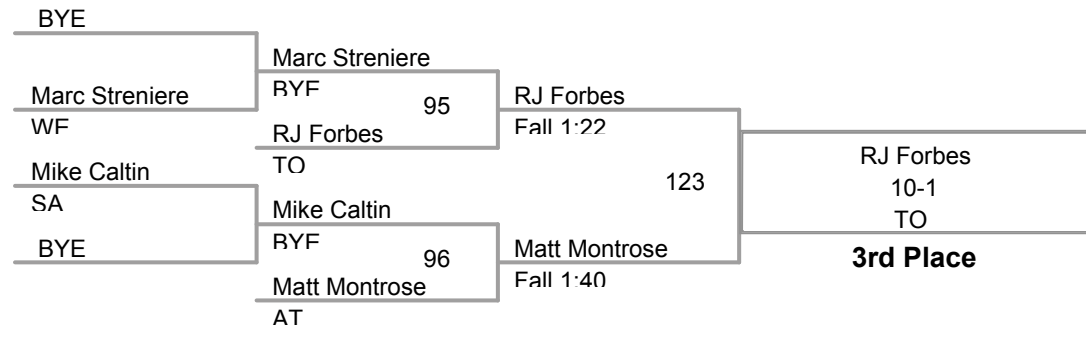 BYE
Marc Streniere
WF
Mike Caltin
SA
BYE
Marc Streniere
BYE
95
RJ Forbes
TO
Mike Caltin
BYE
96
Matt Montrose
AT
RJ Forbes
Fall 1:22
123
Matt Montrose
Fall 1:40
RJ Forbes
10-1
TO
3rd Place